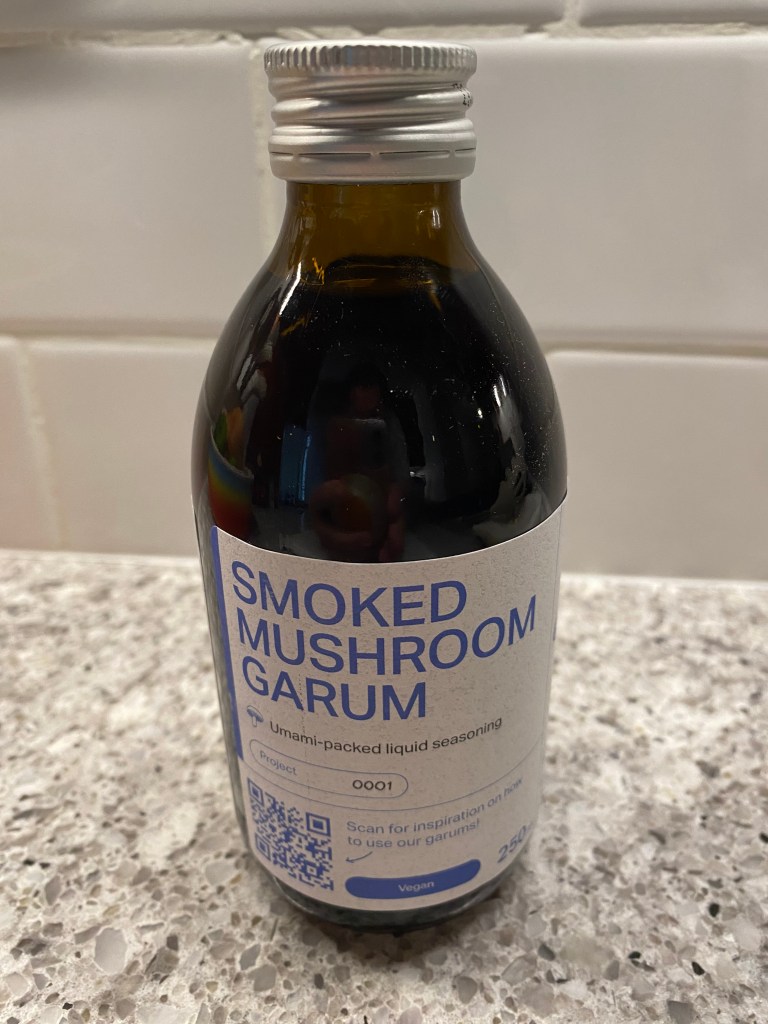 SMOKED
MUSHROOM
GARUM
Umami-packed liquid seasoning
Project 0001
Scan for inspiration on how
to use our garums!
Vegan
250